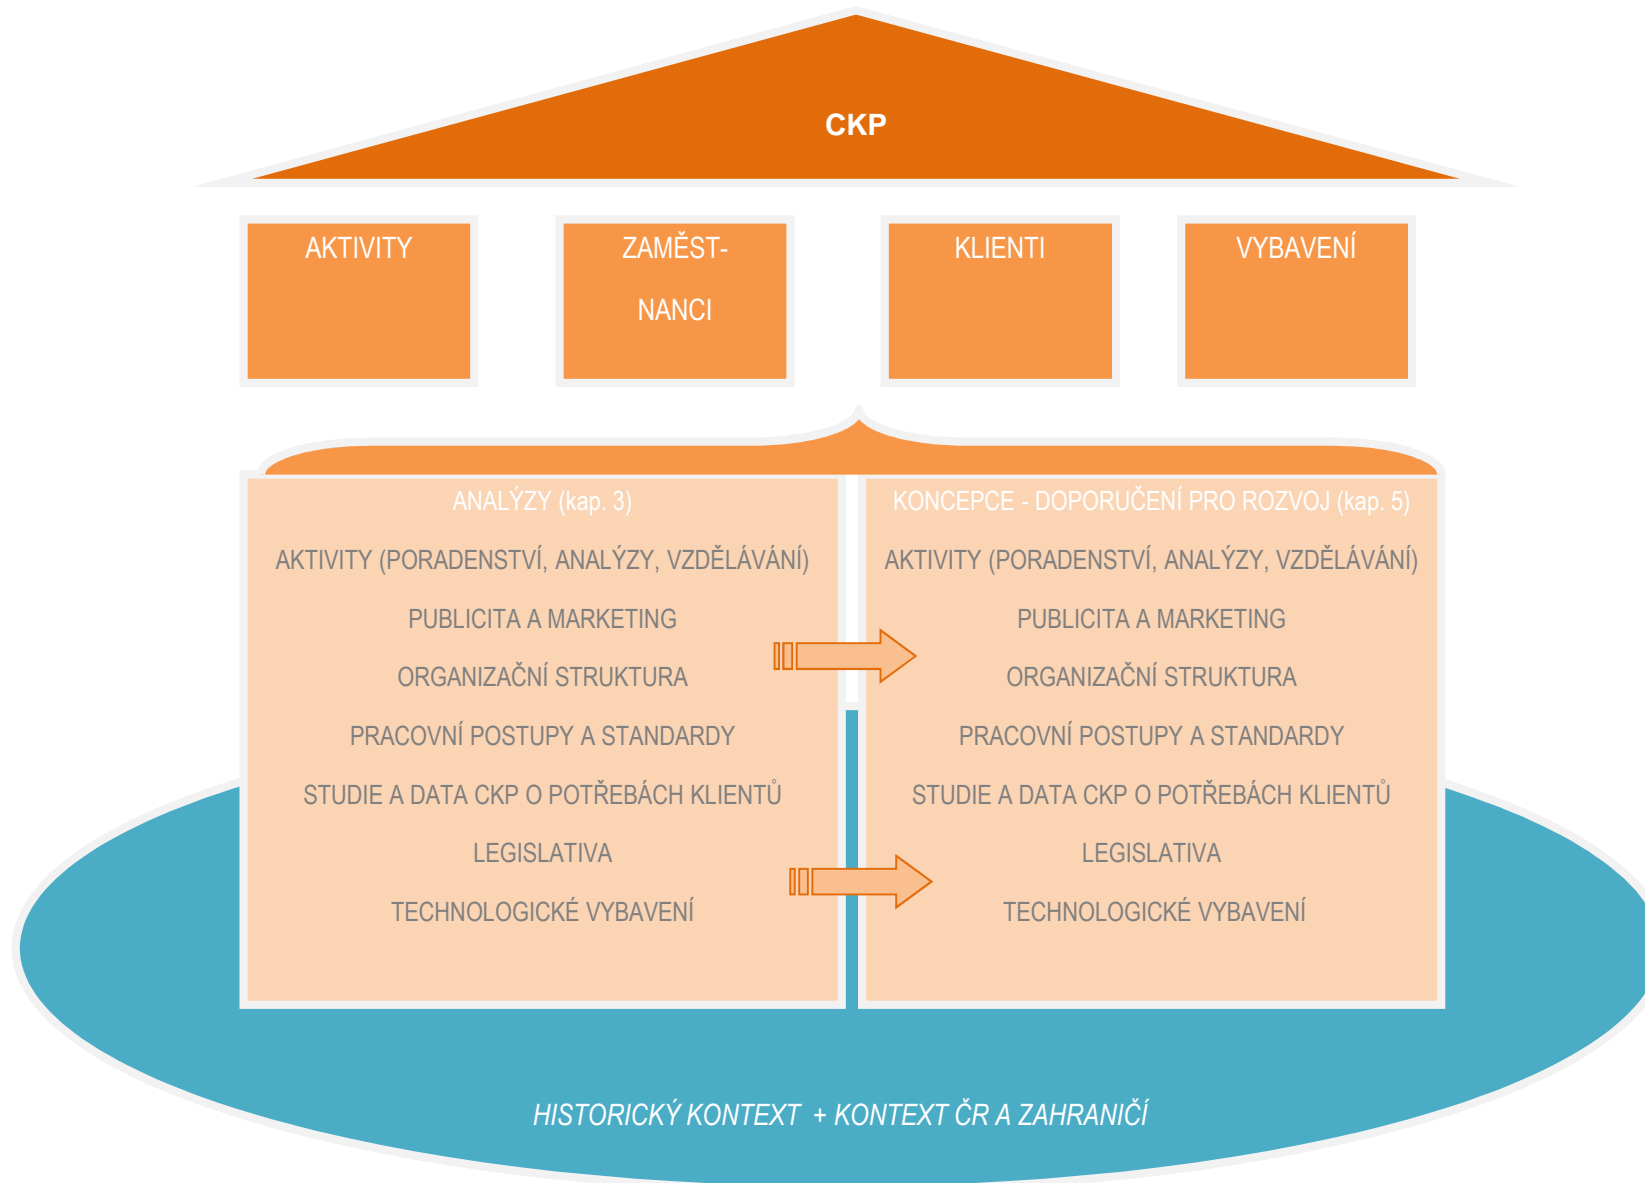 CKP
AKTIVITY
ZAMĚST-
NANCI
KLIENTI
VYBAVENÍ
ANALÝZY (kap. 3)
AKTIVITY (PORADENSTVÍ, ANALÝZY, VZDĚLÁVÁNÍ)
PUBLICITA A MARKETING
ORGANIZAČNÍ STRUKTURA
PRACOVNÍ POSTUPY A STANDARDY
STUDIE A DATA CKP O POTŘEBÁCH KLIENTŮ
LEGISLATIVA
TECHNOLOGICKÉ VYBAVENÍ
KONCEPCE - DOPORUČENÍ PRO ROZVOJ (kap. 5)
AKTIVITY (PORADENSTVÍ, ANALÝZY, VZDĚLÁVÁNÍ)
PUBLICITA A MARKETING
ORGANIZAČNÍ STRUKTURA
PRACOVNÍ POSTUPY A STANDARDY
STUDIE A DATA CKP O POTŘEBÁCH KLIENTŮ
LEGISLATIVA
TECHNOLOGICKÉ VYBAVENÍ
HISTORICKÝ KONTEXT + KONTEXT ČR A ZAHRANIČÍ